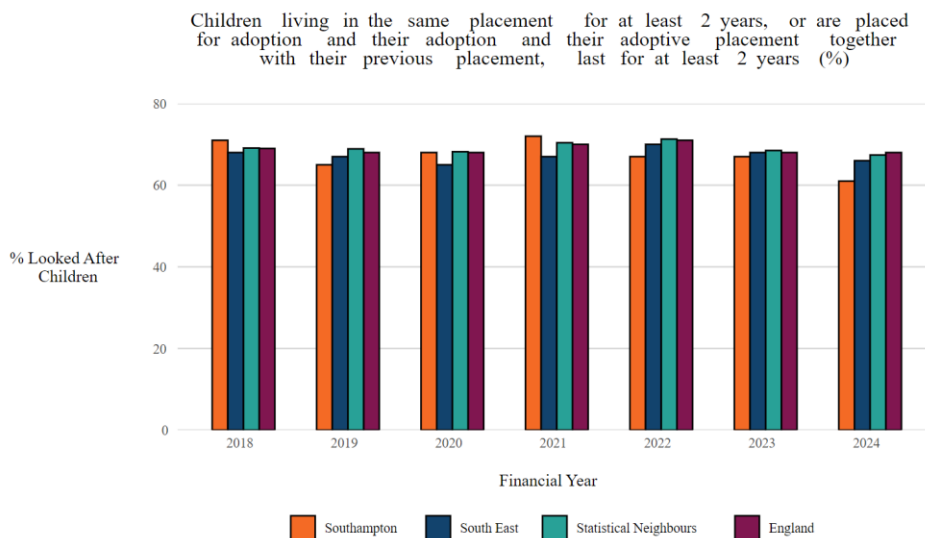 Children living in the same placement for at least 2 years, or are placed
for adoption and their adoption and their adoptive placement together
with their previous placement, last for at least 2 years (%)
80
60
40
20
0
% Looked After
Children
2018 2019 2020 2021 2022 2023 2024
Financial Year
Southampton South East Statistical Neighbours England